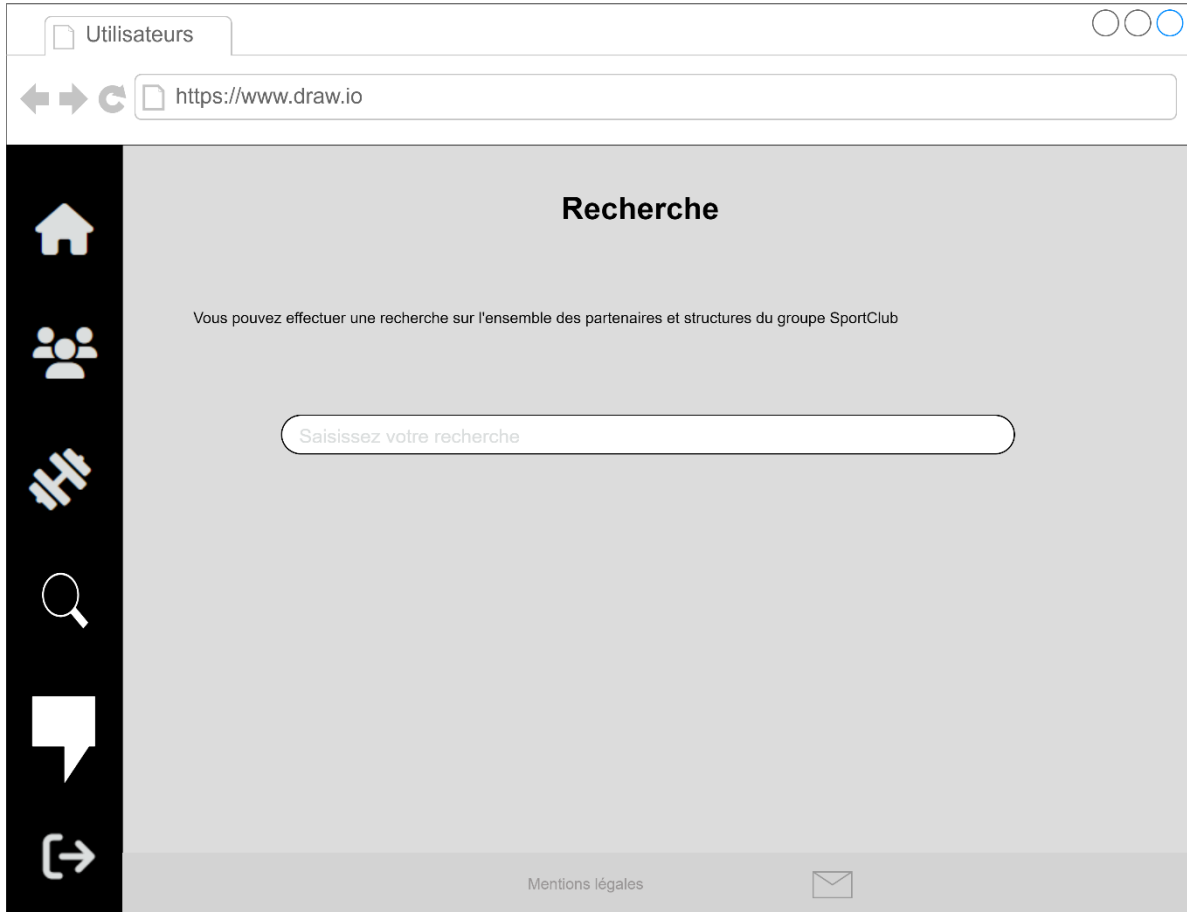 Utilisateurs
https://www.draw.io
Recherche
Vous pouvez effectuer une recherche sur l'ensemble des partenaires et structures du groupe SportClub
Saisissez votre recherche
Mentions légales